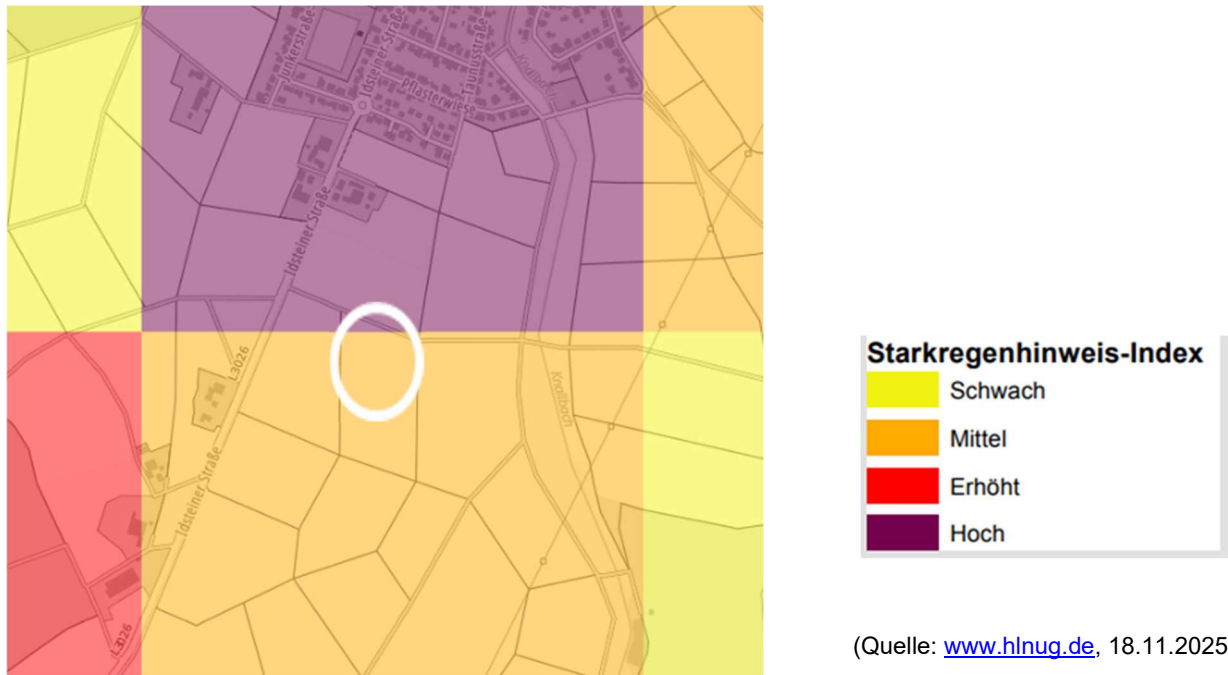 Junkerstraße
Idsteiner Straße
Taunusstraße
Pflasterwiese
Knallbach
Idsteiner Straße
L3026
Knallbach
Idsteiner Straße
L3026
Starkregenhinweis-Index
Schwach
Mittel
Erhöht
Hoch
(Quelle: www.hlnug.de, 18.11.2025